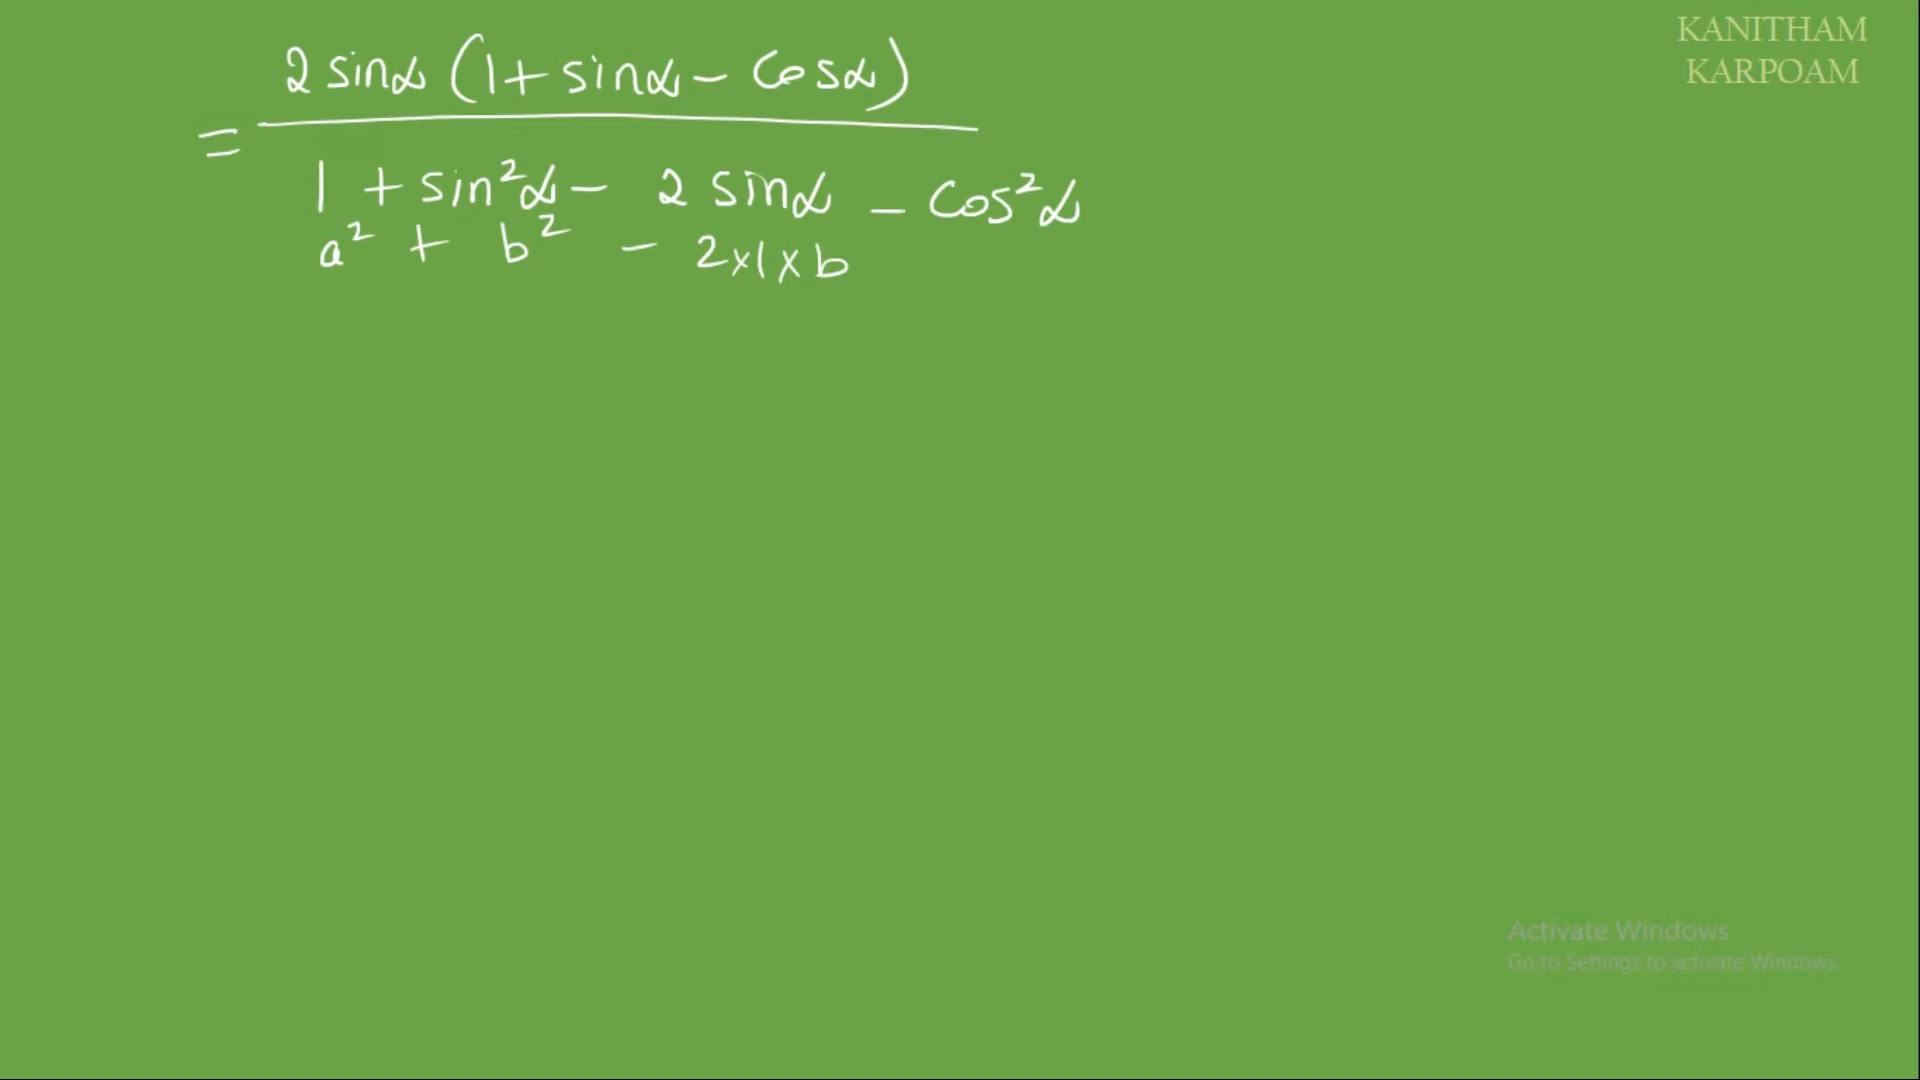 KANITHAM
KARPOAM
2 sinα (1 + sinα − cosα)
=
1 + sin²α − 2 sinα − cos²α
a² + b² − 2×1×b
Activate Windows
Go to Settings to activate Windows